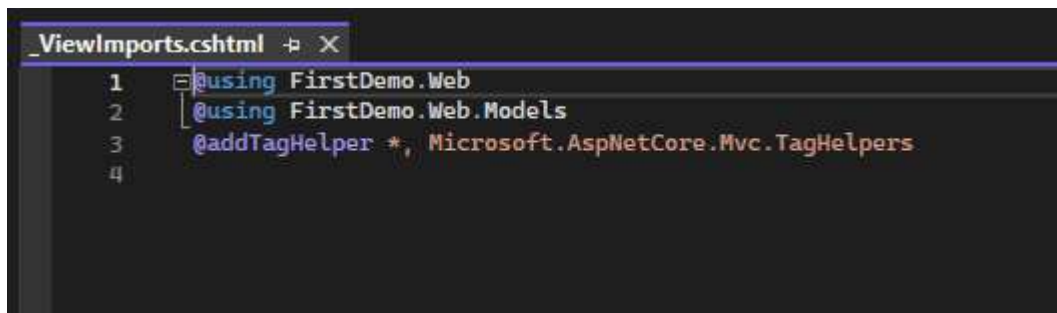 _ViewImports.cshtml
1 @using FirstDemo.Web
2 @using FirstDemo.Web.Models
3 @addTagHelper *, Microsoft.AspNetCore.Mvc.TagHelpers
4